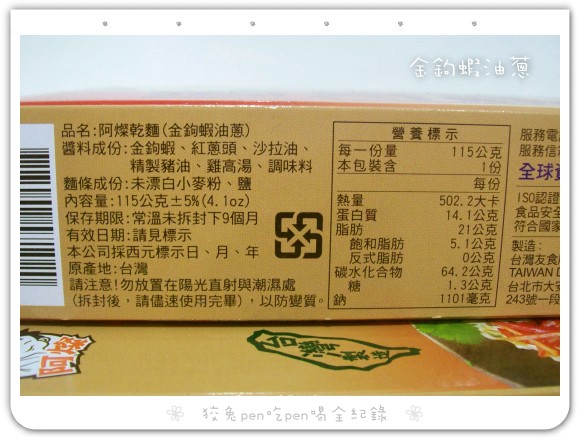 金鉤蝦油蔥
品名:阿燦乾麵(金鉤蝦油蔥)
醬料成份:金鉤蝦、紅蔥頭、沙拉油、
精製豬油、雞高湯、調味料
麵條成份:未漂白小麥粉、鹽
內容量:115公克±5%(4.1oz)
保存期限:常溫未拆封下9個月
有效日期:請見標示
本公司採西元標示日、月、年
原產地:台灣
請注意!勿放置在陽光直射與潮濕處
(拆封後,請儘速使用完畢),以防變質。
營養標示
每一份量 115公克
本包裝含 1份
每份
熱量 502.2大卡
蛋白質 14.1公克
脂肪 21公克
飽和脂肪 5.1公克
反式脂肪 0公克
碳水化合物 64.2公克
糖 1.3公克
鈉 1101毫克
服務電
服務信
全球
ISO認證
食品安全
符合國家
製造:
台灣友食
TAIWAN D
台北市大安
243號一段
台灣製造
狡兔pen吃pen喝全紀錄